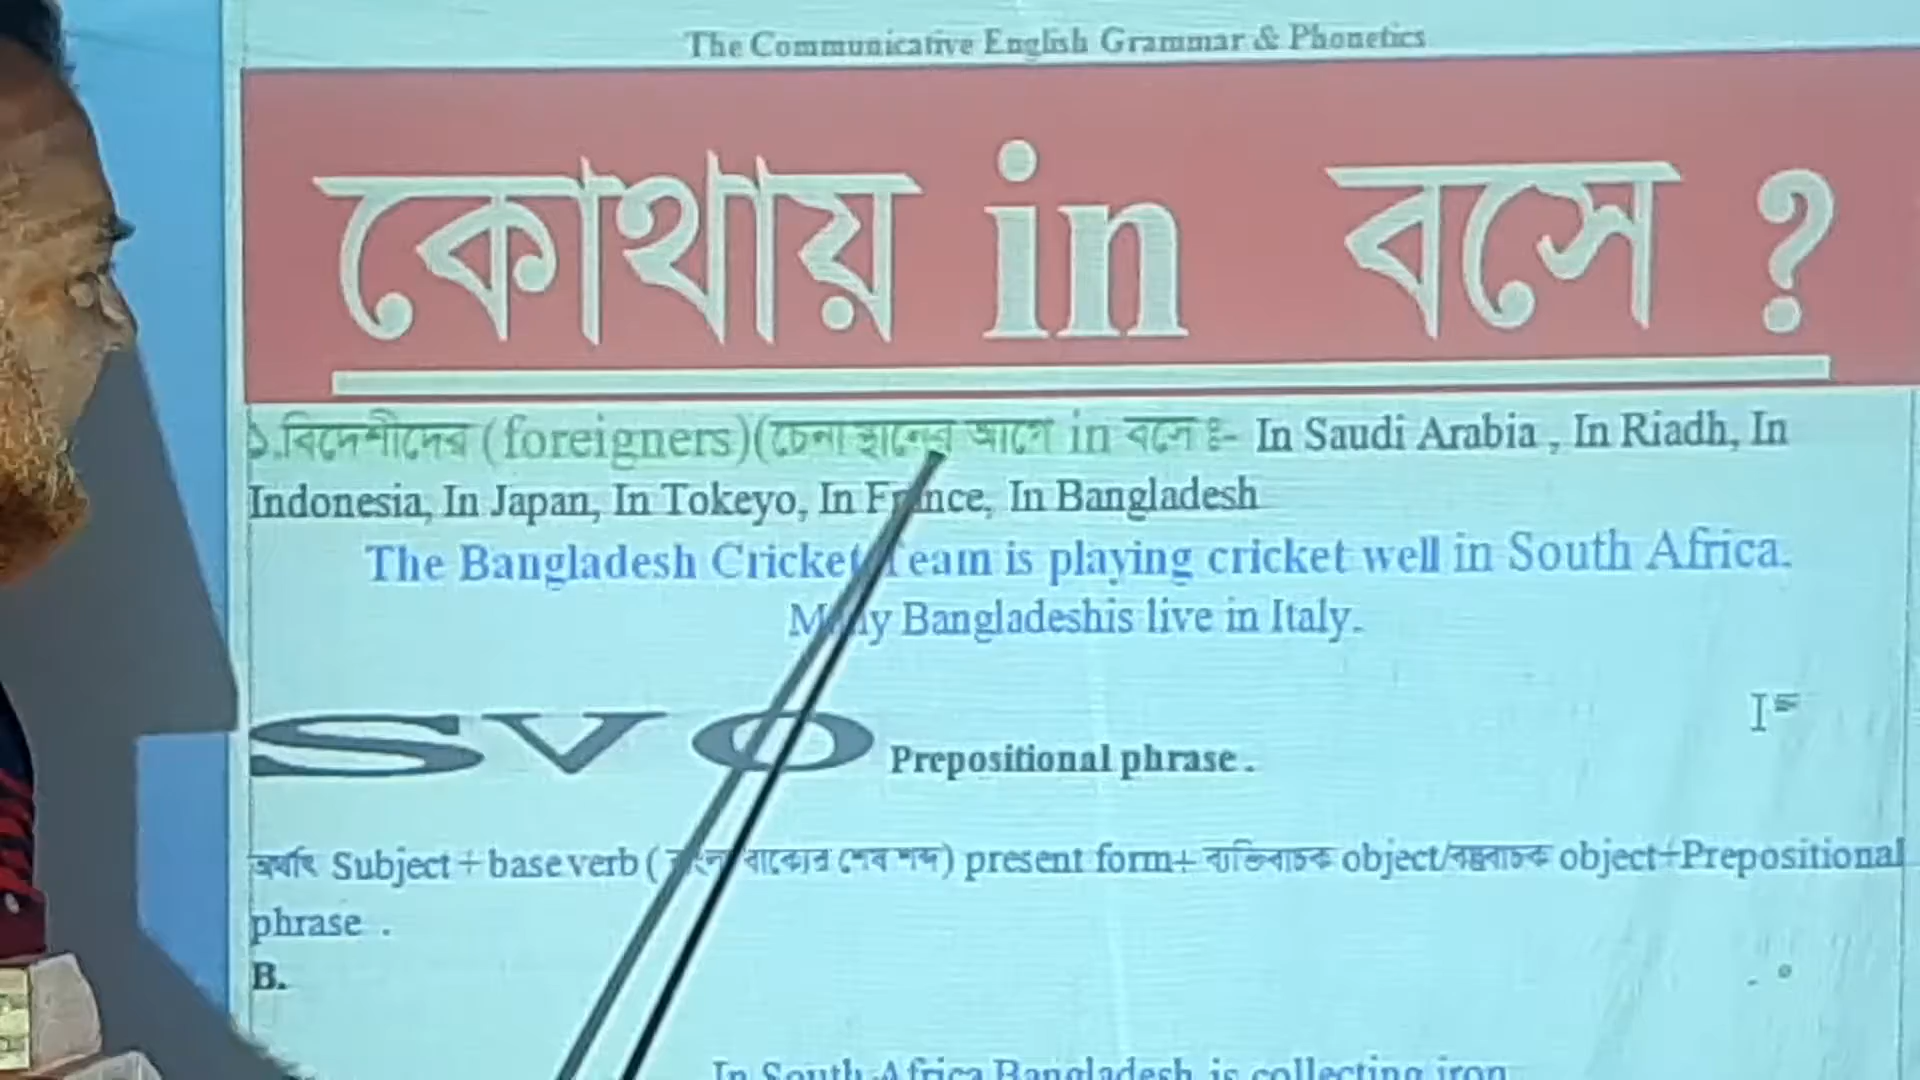 The Communicative English Grammar & Phonetics
কোথায় in বসে ?
১.বিদেশীদের (foreigners)(চেনা স্থানের আগে in বসে ঃ- In Saudi Arabia , In Riadh, In
Indonesia, In Japan, In Tokeyo, In France, In Bangladesh
The Bangladesh Cricket Team is playing cricket well in South Africa.
Many Bangladeshis live in Italy.
S V O Prepositional phrase .
অর্থাৎ Subject + base verb ( বাক্যের শেষ শব্দ) present form+ ব্যক্তিবাচক object/বস্তুবাচক object+Prepositional
phrase .
B.
In South Africa Bangladesh is collecting iron